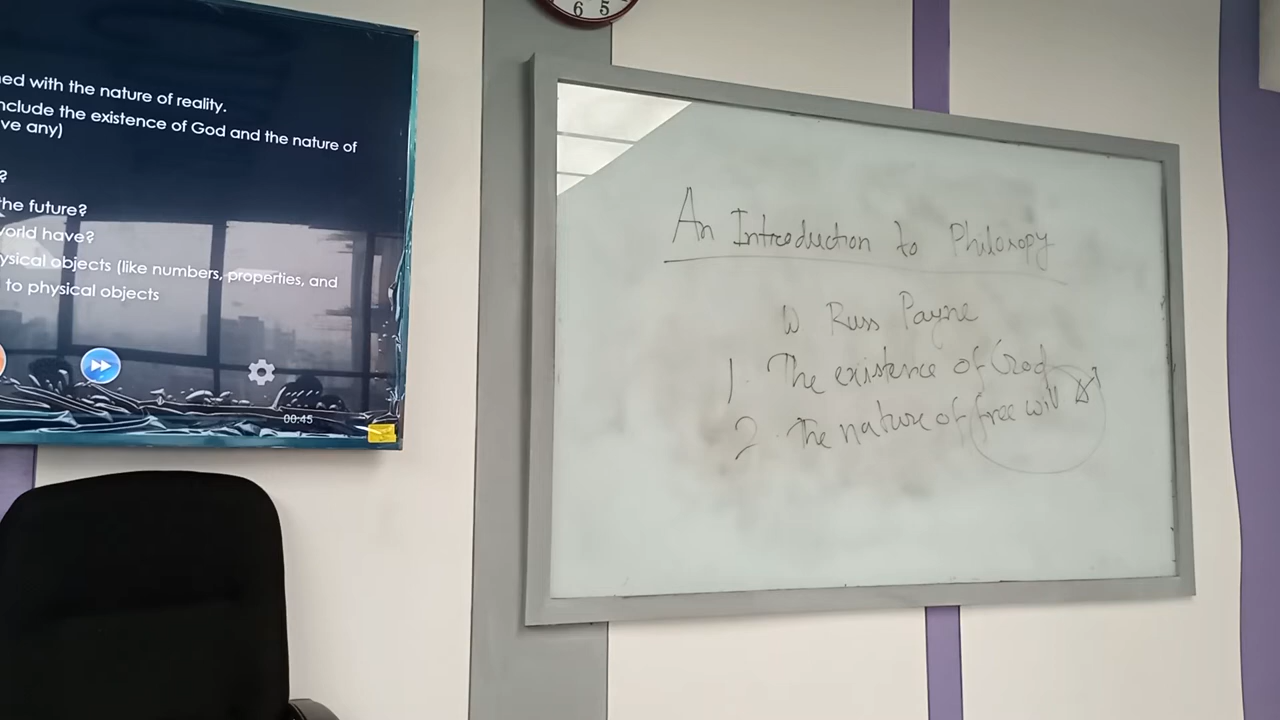 6 5
ed with the nature of reality.
nclude the existence of God and the nature of
ve any)
?
the future?
vorld have?
ysical objects (like numbers, properties, and
to physical objects
00:45
An Introduction to Philosopy
W Russ Payne
1. The existence of God
2. The nature of free will